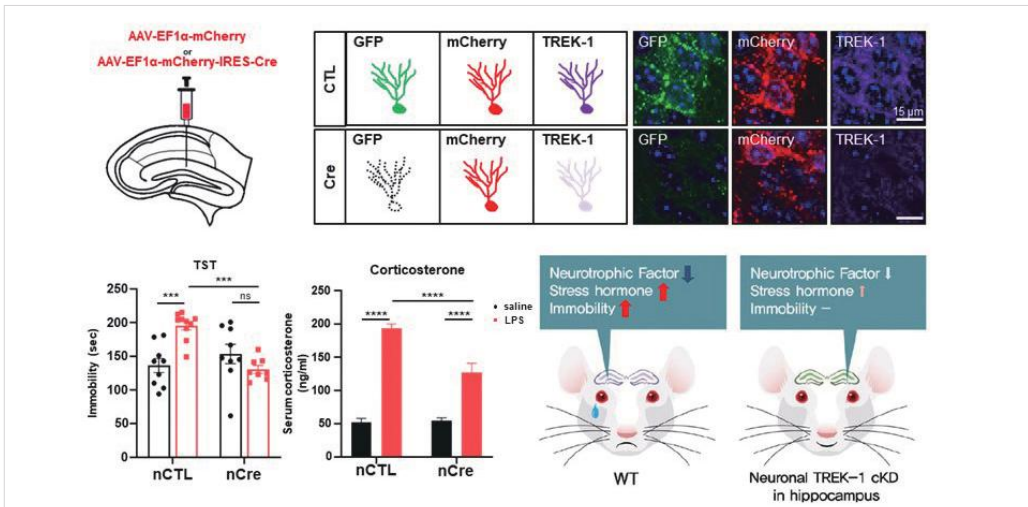 AAV-EF1α-mCherry
or
AAV-EF1α-mCherry-IRES-Cre
CTL
GFP
mCherry
TREK-1
GFP
mCherry
TREK-1
15 µm
Cre
GFP
mCherry
TREK-1
GFP
mCherry
TREK-1
TST
***
***
ns
Immobility (sec)
250
200
150
100
50
0
nCTL
nCre
Corticosterone
****
****
****
saline
LPS
Serum corticosterone
(ng/ml)
250
200
150
100
50
0
nCTL
nCre
Neurotrophic Factor ⬇
Stress hormone ⬆
Immobility ⬆
WT
Neurotrophic Factor ⬇
Stress hormone ⬆
Immobility –
Neuronal TREK-1 cKD
in hippocampus